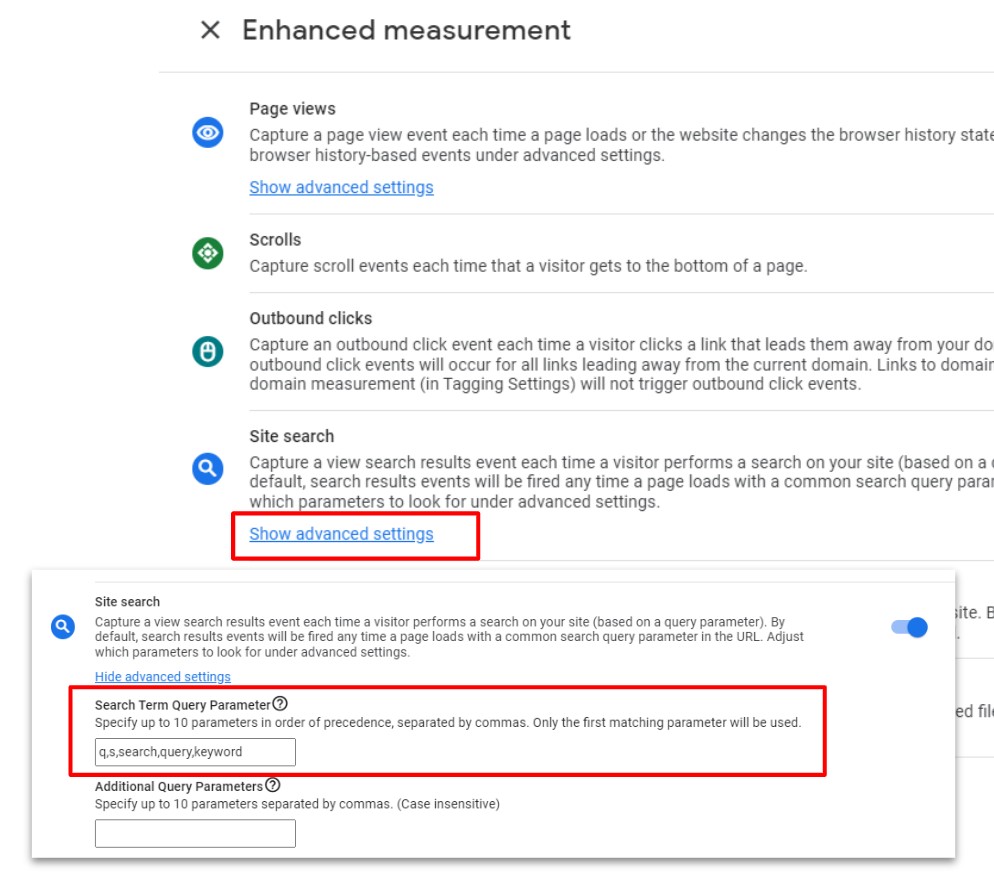 Enhanced measurement
Page views
Capture a page view event each time a page loads or the website changes the browser history state
browser history-based events under advanced settings.
Show advanced settings
Scrolls
Capture scroll events each time that a visitor gets to the bottom of a page.
Outbound clicks
Capture an outbound click event each time a visitor clicks a link that leads them away from your
outbound click events will occur for all links leading away from the current domain. Links to
domain measurement (in Tagging Settings) will not trigger outbound click events.
Site search
Capture a view search results event each time a visitor performs a search on your site (based on a
default, search results events will be fired any time a page loads with a common search query
which parameters to look for under advanced settings.
Show advanced settings
site. B
ed
Site search
Capture a view search results event each time a visitor performs a search on your site (based on a query parameter). By
default, search results events will be fired any time a page loads with a common search query parameter in the URL. Adjust
which parameters to look for under advanced settings.
Hide advanced settings
Search Term Query Parameter
Specify up to 10 parameters in order of precedence, separated by commas. Only the first matching parameter will be used.
q,s,search,query,keyword
Additional Query Parameters
Specify up to 10 parameters separated by commas. (Case insensitive)